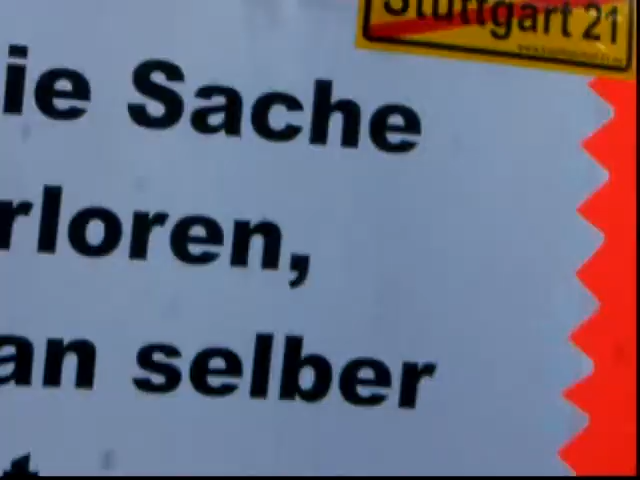 Stuttgart 21
ie Sache
rloren,
an selber
t